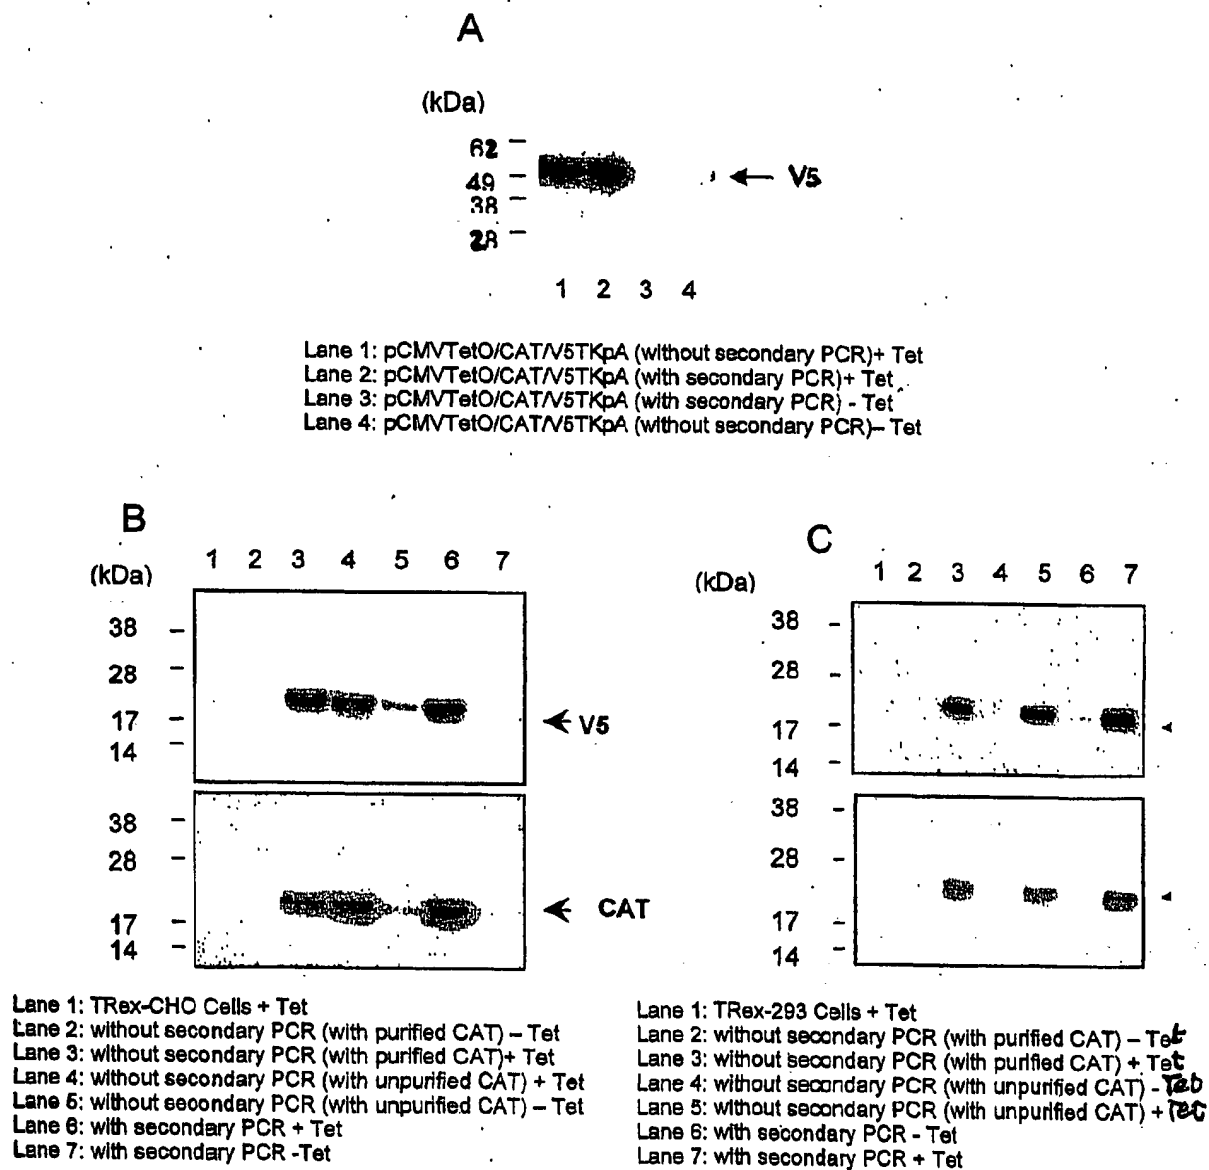 A
(kDa)
62
49
38
28
V5
1 2 3 4
Lane 1: pCMVTetO/CAT/V5TKpA (without secondary PCR)+ Tet
Lane 2: pCMVTetO/CAT/V5TKpA (with secondary PCR)+ Tet
Lane 3: pCMVTetO/CAT/V5TKpA (with secondary PCR) - Tet
Lane 4: pCMVTetO/CAT/V5TKpA (without secondary PCR)– Tet
B
(kDa)
1 2 3 4 5 6 7
38
28
17
14
V5
38
28
17
14
CAT
Lane 1: TRex-CHO Cells + Tet
Lane 2: without secondary PCR (with purified CAT) – Tet
Lane 3: without secondary PCR (with purified CAT)+ Tet
Lane 4: without secondary PCR (with unpurified CAT) + Tet
Lane 5: without secondary PCR (with unpurified CAT) – Tet
Lane 6: with secondary PCR + Tet
Lane 7: with secondary PCR -Tet
C
(kDa)
1 2 3 4 5 6 7
38
28
17
14
38
28
17
14
Lane 1: TRex-293 Cells + Tet
Lane 2: without secondary PCR (with purified CAT) – Tet
Lane 3: without secondary PCR (with purified CAT) + Tet
Lane 4: without secondary PCR (with unpurified CAT) - Tet
Lane 5: without secondary PCR (with unpurified CAT) + Tet
Lane 6: with secondary PCR - Tet
Lane 7: with secondary PCR + Tet